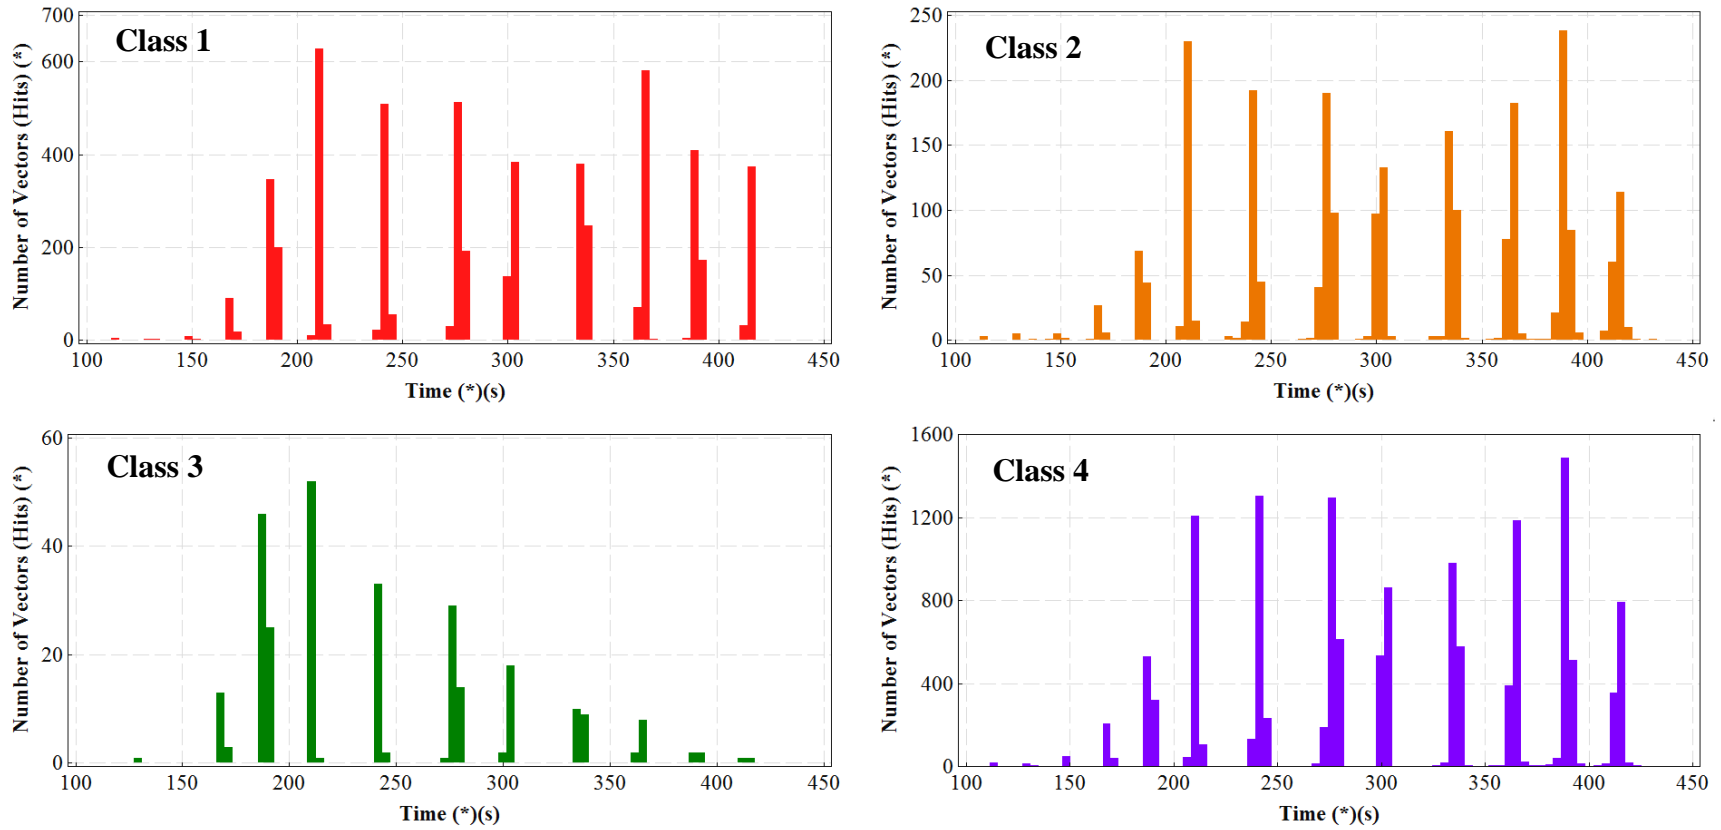 Class 1
Number of Vectors (Hits) (*)
700
600
400
200
0
100 150 200 250 300 350 400 450
Time (*)(s)
Class 2
Number of Vectors (Hits) (*)
250
200
150
100
50
0
100 150 200 250 300 350 400 450
Time (*)(s)
Class 3
Number of Vectors (Hits) (*)
60
40
20
0
100 150 200 250 300 350 400 450
Time (*)(s)
Class 4
Number of Vectors (Hits) (*)
1600
1200
800
400
0
100 150 200 250 300 350 400 450
Time (*)(s)